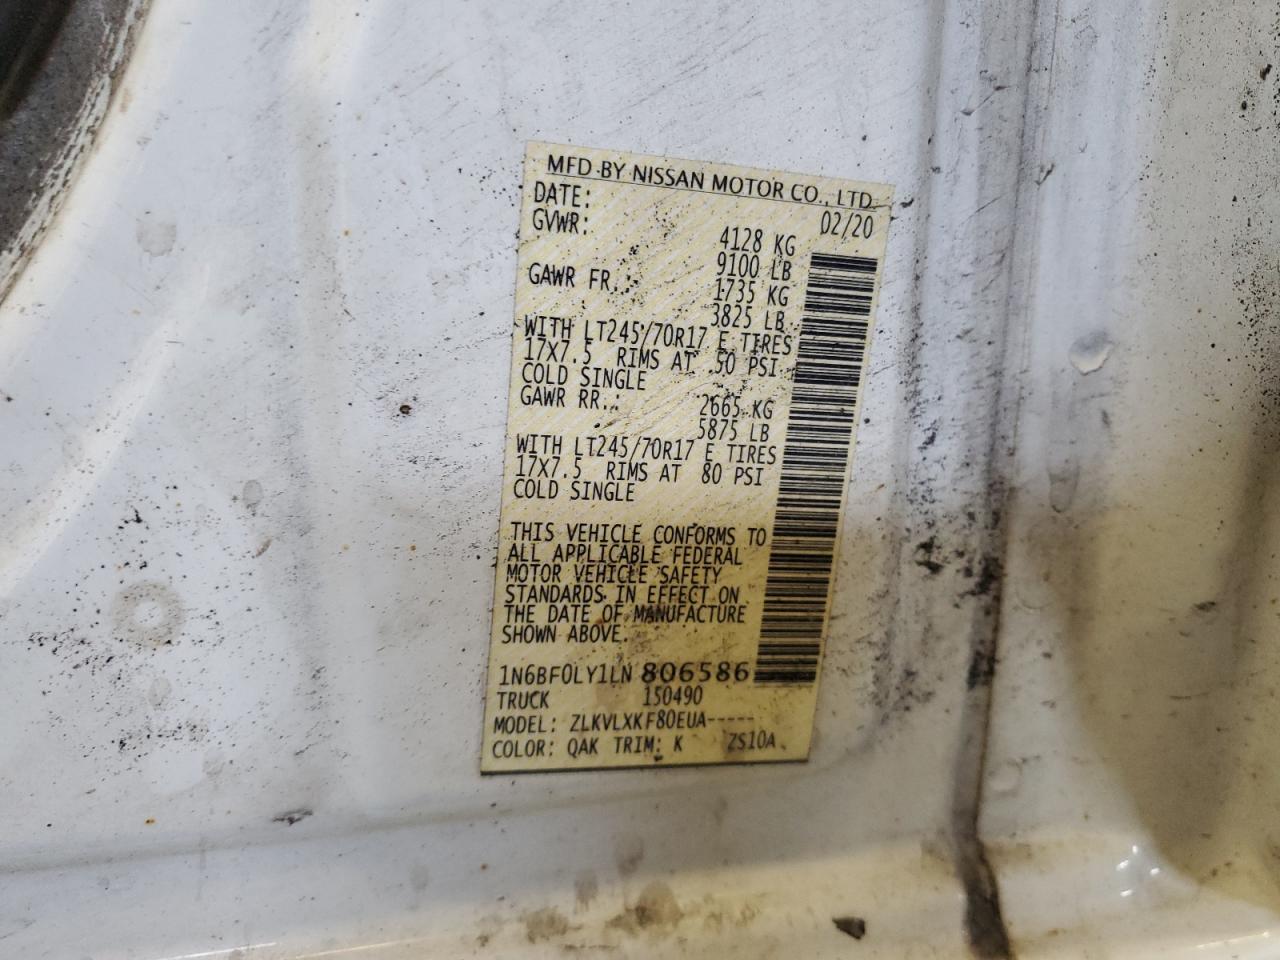 MFD BY NISSAN MOTOR CO., LTD.
DATE: 02/20
GVWR: 4128 KG
9100 LB
GAWR FR.: 1735 KG
3825 LB
WITH LT245/70R17 E TIRES
17X7.5 RIMS AT 50 PSI
COLD SINGLE
GAWR RR.: 2665 KG
5875 LB
WITH LT245/70R17 E TIRES
17X7.5 RIMS AT 80 PSI
COLD SINGLE
THIS VEHICLE CONFORMS TO
ALL APPLICABLE FEDERAL
MOTOR VEHICLE SAFETY
STANDARDS IN EFFECT ON
THE DATE OF MANUFACTURE
SHOWN ABOVE.
1N6BF0LY1LN 806586
TRUCK 150490
MODEL: ZLKVLXKF80EUA-----
COLOR: QAK TRIM: K ZS10A